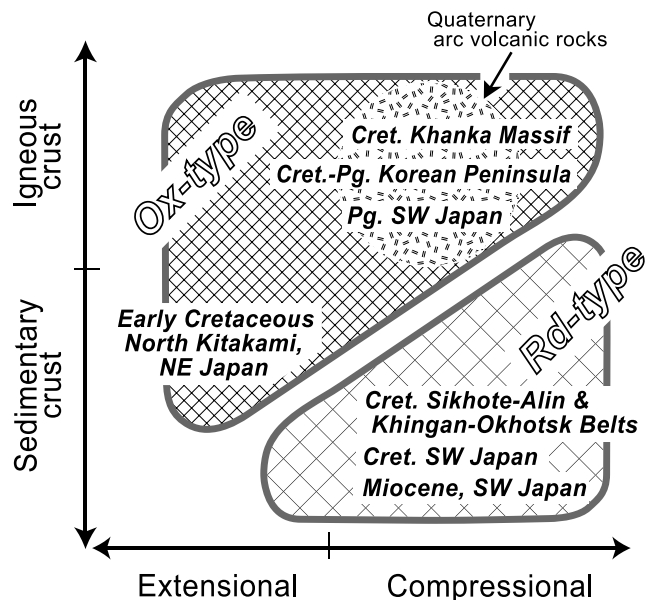 Quaternary
arc volcanic rocks
Igneous
crust
Ox-type
Cret. Khanka Massif
Cret.-Pg. Korean Peninsula
Pg. SW Japan
Sedimentary
crust
Early Cretaceous
North Kitakami,
NE Japan
Rd-type
Cret. Sikhote-Alin &
Khingan-Okhotsk Belts
Cret. SW Japan
Miocene, SW Japan
Extensional
Compressional